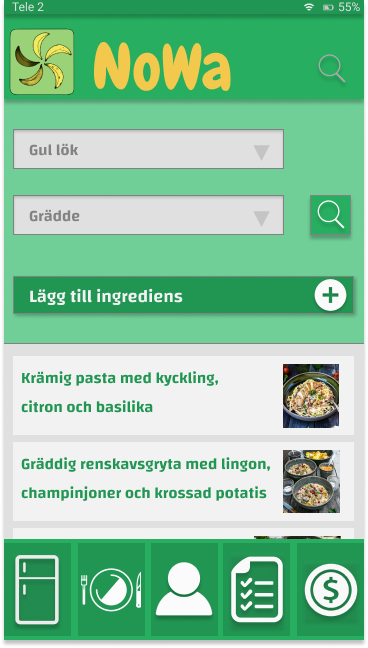 Tele 2
55%
NoWa
Gul lök
Grädde
Lägg till ingrediens
Krämig pasta med kyckling,
citron och basilika
Gräddig renskavsgryta med lingon,
champinjoner och krossad potatis
$